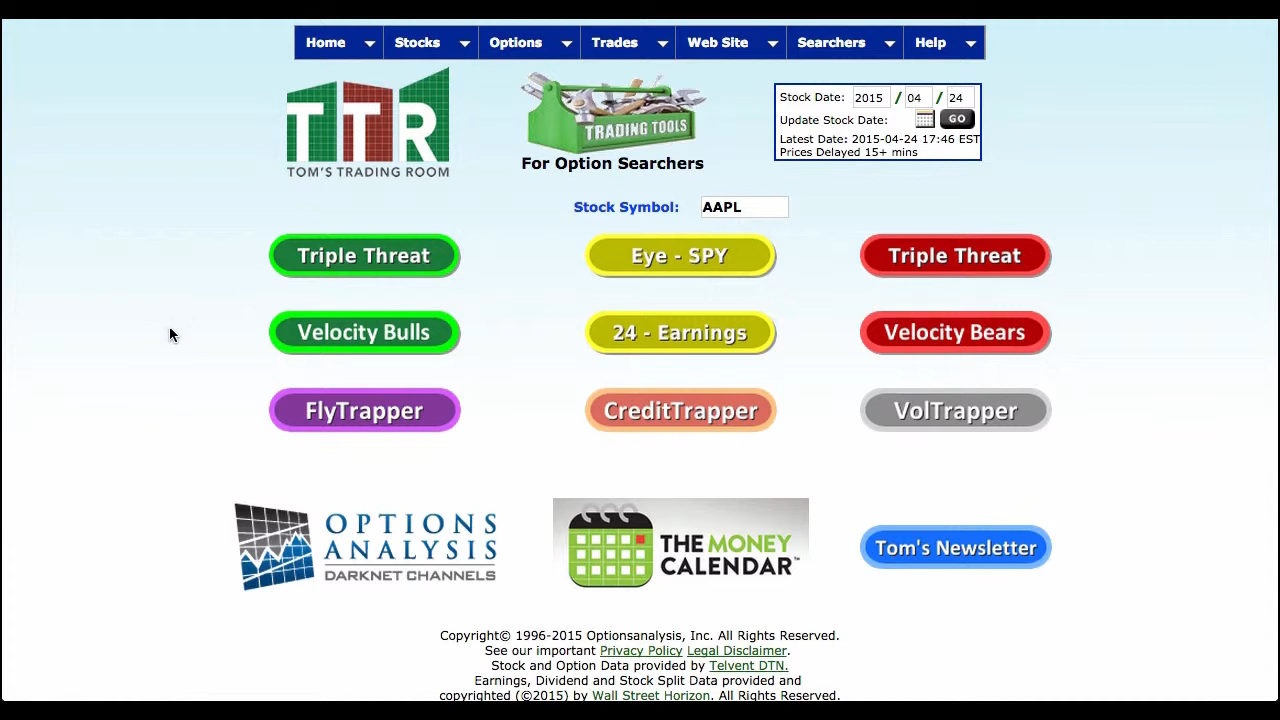 Home Stocks Options Trades Web Site Searchers Help
TTR
TOM'S TRADING ROOM
TRADING TOOLS
For Option Searchers
Stock Date: 2015 / 04 / 24
Update Stock Date: GO
Latest Date: 2015-04-24 17:46 EST
Prices Delayed 15+ mins
Stock Symbol: AAPL
Triple Threat Eye - SPY Triple Threat
Velocity Bulls 24 - Earnings Velocity Bears
FlyTrapper CreditTrapper VolTrapper
OPTIONS
ANALYSIS
DARKNET CHANNELS
THE MONEY
CALENDAR™
Tom's Newsletter
Copyright© 1996-2015 Optionsanalysis, Inc. All Rights Reserved.
See our important Privacy Policy Legal Disclaimer.
Stock and Option Data provided by Telvent DTN.
Earnings, Dividend and Stock Split Data provided and
copyrighted (©2015) by Wall Street Horizon. All Rights Reserved.